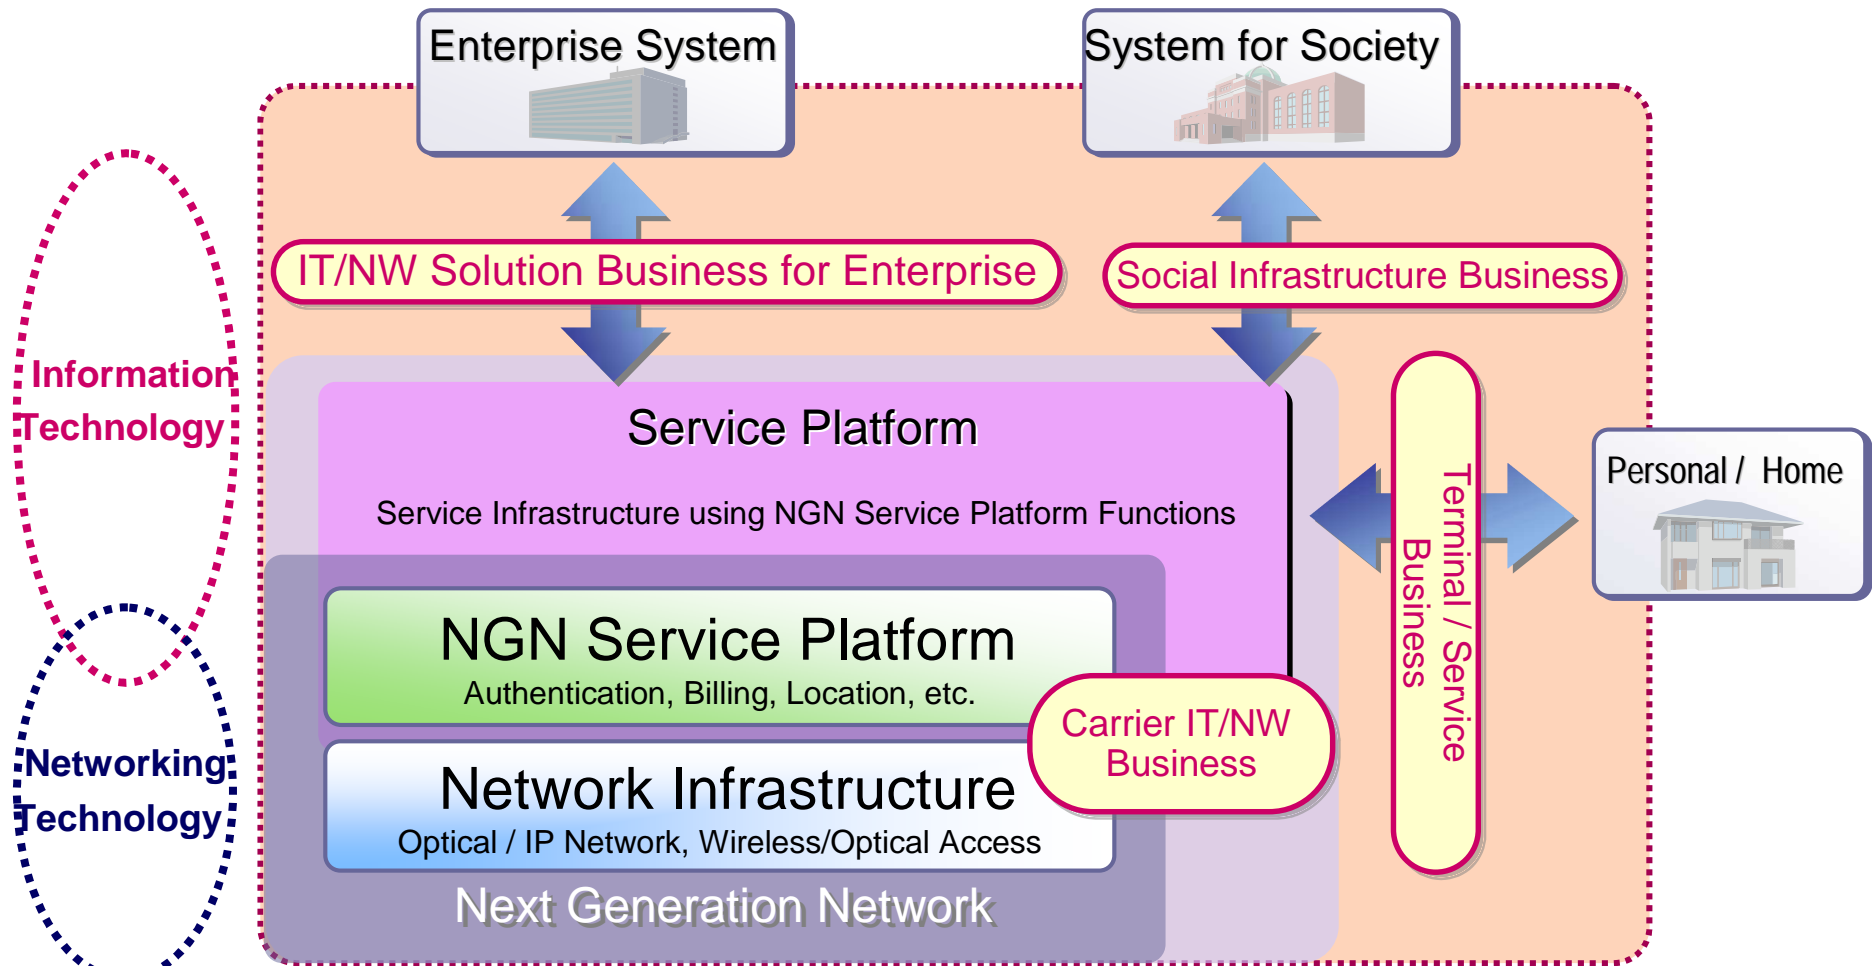 Enterprise System
System for Society
IT/NW Solution Business for Enterprise
Social Infrastructure Business
Information
Technology
Service Platform
Service Infrastructure using NGN Service Platform Functions
Terminal / Service
Business
Personal / Home
NGN Service Platform
Authentication, Billing, Location, etc.
Carrier IT/NW
Business
Networking
Technology
Network Infrastructure
Optical / IP Network, Wireless/Optical Access
Next Generation Network